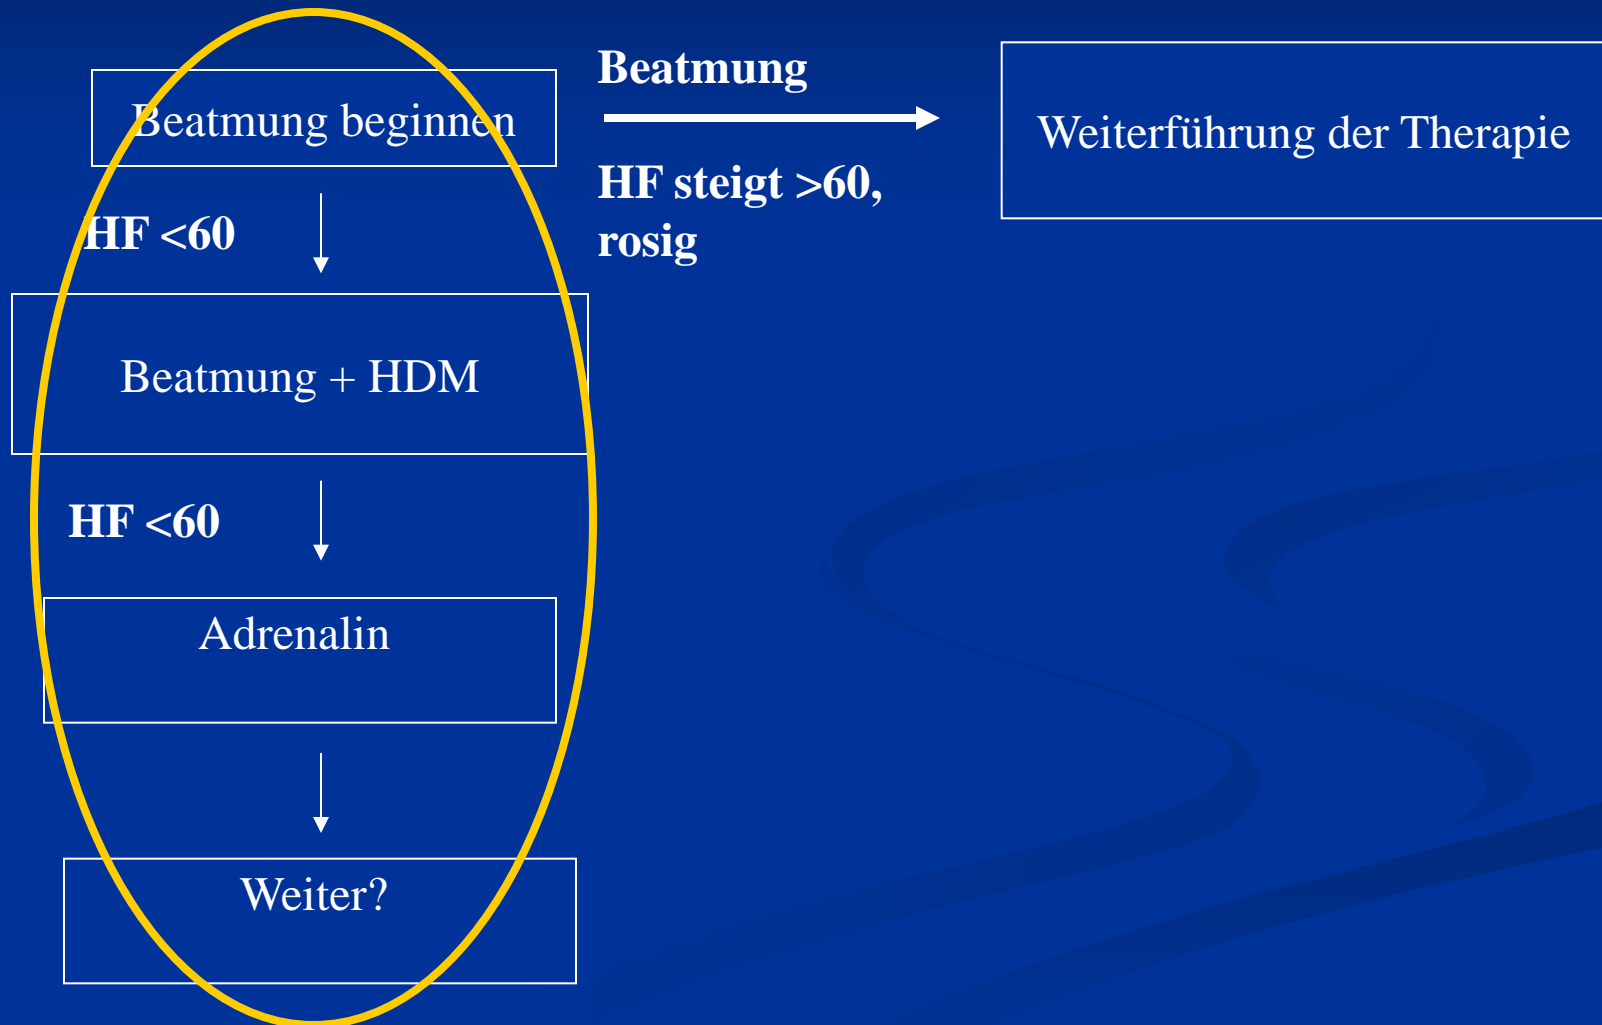 Beatmung beginnen
Beatmung
HF steigt >60,
rosig
Weiterführung der Therapie
HF <60
Beatmung + HDM
HF <60
Adrenalin
Weiter?